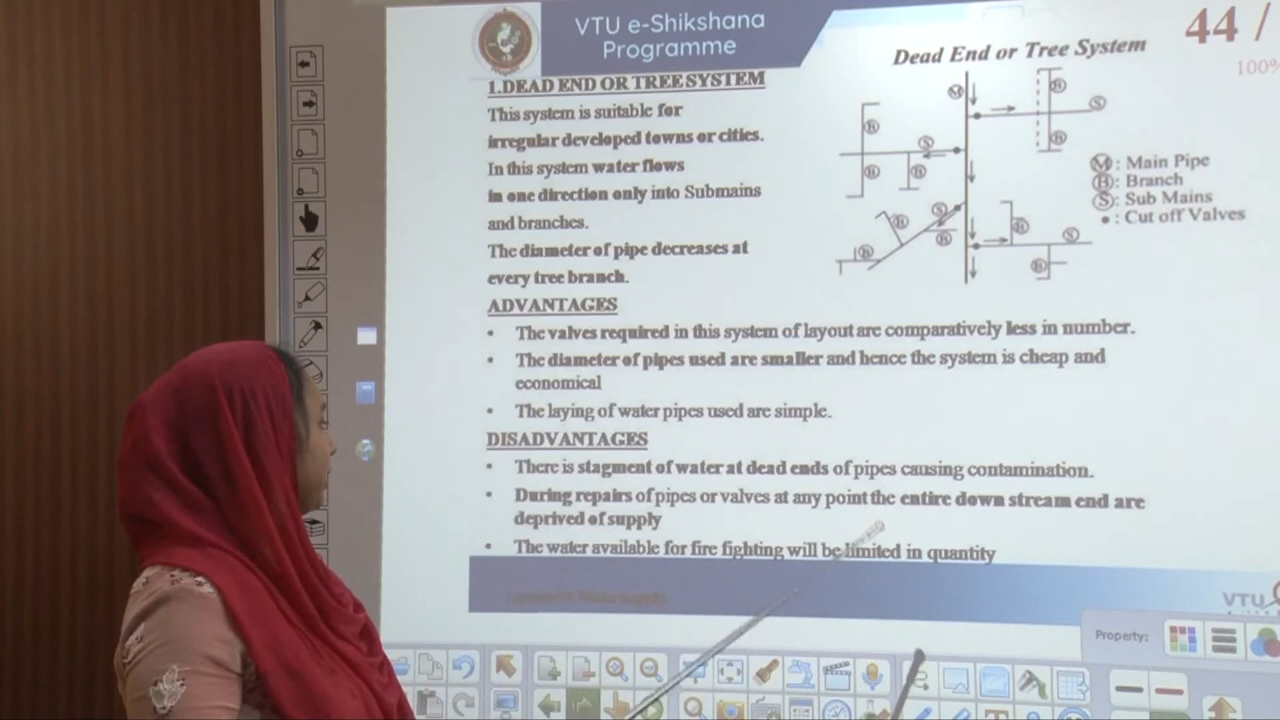 VTU e-Shikshana
Programme
44 /
100%
1.DEAD END OR TREE SYSTEM
This system is suitable for
irregular developed towns or cities.
In this system water flows
in one direction only into Submains
and branches.
The diameter of pipe decreases at
every tree branch.
Dead End or Tree System
M
B
S
B
B
S
B
B
S
B
B
B
B
S
B
M : Main Pipe
B : Branch
S : Sub Mains
• : Cut off Valves
ADVANTAGES
• The valves required in this system of layout are comparatively less in number.
• The diameter of pipes used are smaller and hence the system is cheap and
economical
• The laying of water pipes used are simple.
DISADVANTAGES
• There is stagment of water at dead ends of pipes causing contamination.
• During repairs of pipes or valves at any point the entire down stream end are
deprived of supply
• The water available for fire fighting will be limited in quantity
VTU
Property: